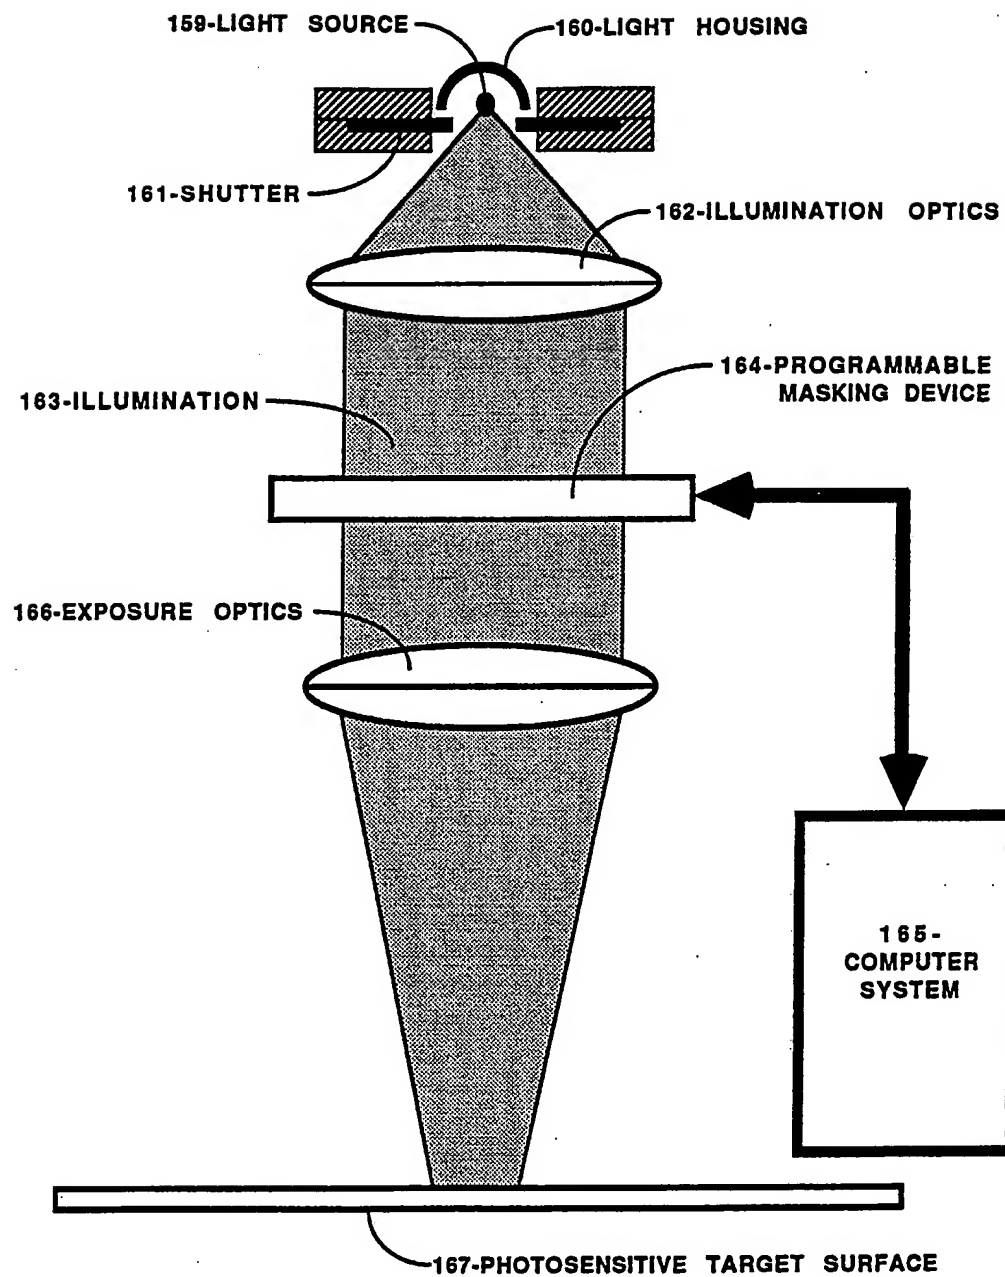 159-LIGHT SOURCE
160-LIGHT HOUSING
161-SHUTTER
162-ILLUMINATION OPTICS
164-PROGRAMMABLE
MASKING DEVICE
163-ILLUMINATION
166-EXPOSURE OPTICS
165-
COMPUTER
SYSTEM
167-PHOTOSENSITIVE TARGET SURFACE